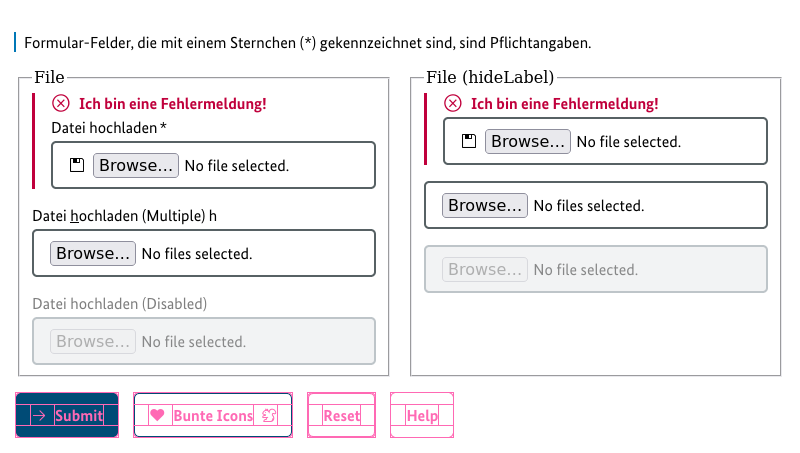 Formular-Felder, die mit einem Sternchen (*) gekennzeichnet sind, sind Pflichtangaben.
File
Ich bin eine Fehlermeldung!
Datei hochladen *
Browse... No file selected.
Datei hochladen (Multiple) h
Browse... No files selected.
Datei hochladen (Disabled)
Browse... No file selected.
File (hideLabel)
Ich bin eine Fehlermeldung!
Browse... No file selected.
Browse... No files selected.
Browse... No file selected.
Submit Bunte Icons Reset Help